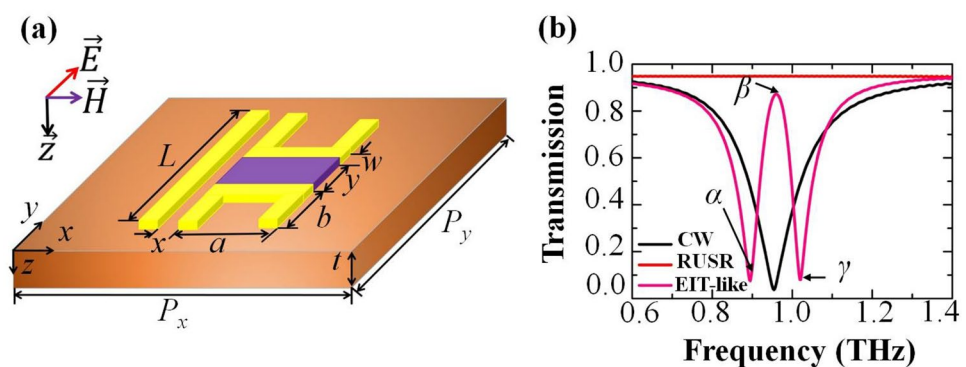 (a)
E
H
z
L
w
y
b
x
a
y
x
z
t
P_x
P_y
(b)
Transmission
1.0
0.8
0.6
0.4
0.2
0.0
β
α
γ
CW
RUSR
EIT-like
0.6 0.8 1.0 1.2 1.4
Frequency (THz)